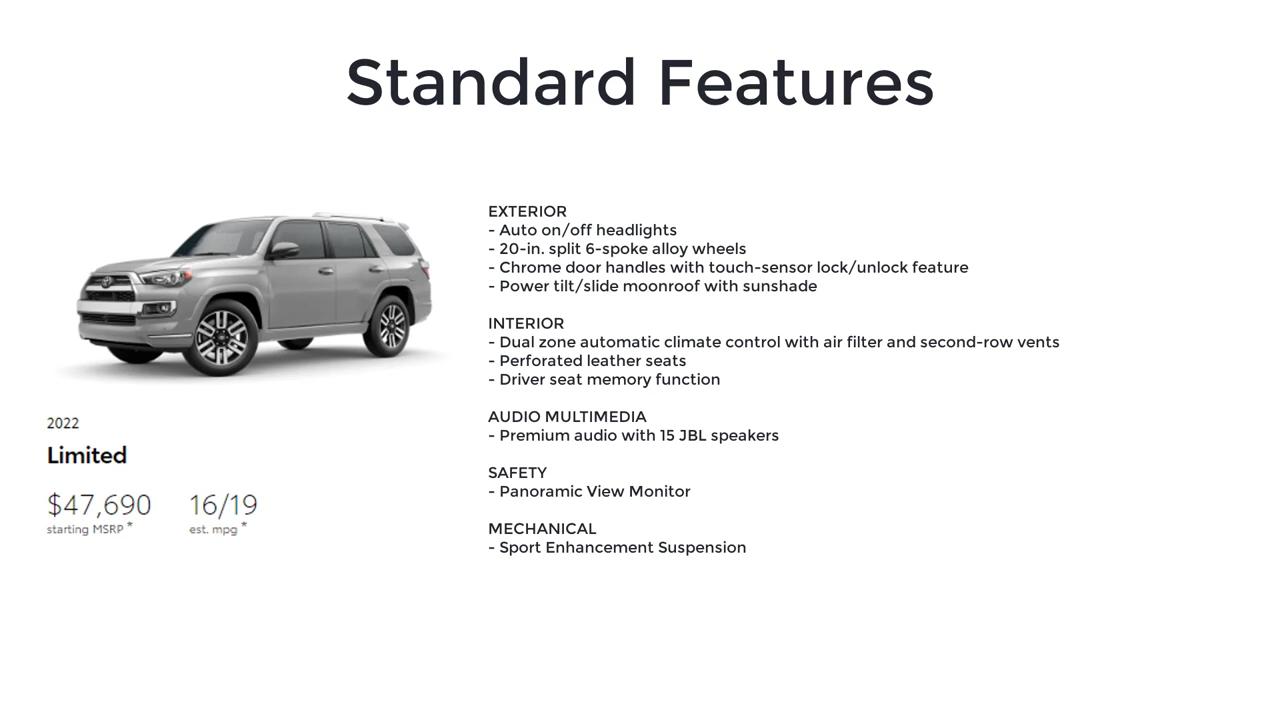 Standard Features
EXTERIOR
- Auto on/off headlights
- 20-in. split 6-spoke alloy wheels
- Chrome door handles with touch-sensor lock/unlock feature
- Power tilt/slide moonroof with sunshade
INTERIOR
- Dual zone automatic climate control with air filter and second-row vents
- Perforated leather seats
- Driver seat memory function
AUDIO MULTIMEDIA
- Premium audio with 15 JBL speakers
SAFETY
- Panoramic View Monitor
MECHANICAL
- Sport Enhancement Suspension
2022
Limited
$47,690 16/19
starting MSRP * est. mpg *